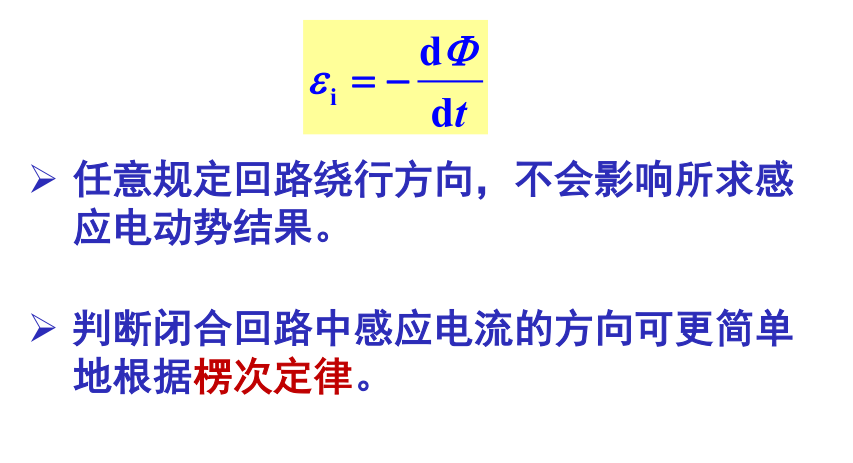 εi = − dΦ/dt
➢ 任意规定回路绕行方向，不会影响所求感
应电动势结果。
➢ 判断闭合回路中感应电流的方向可更简单
地根据楞次定律。